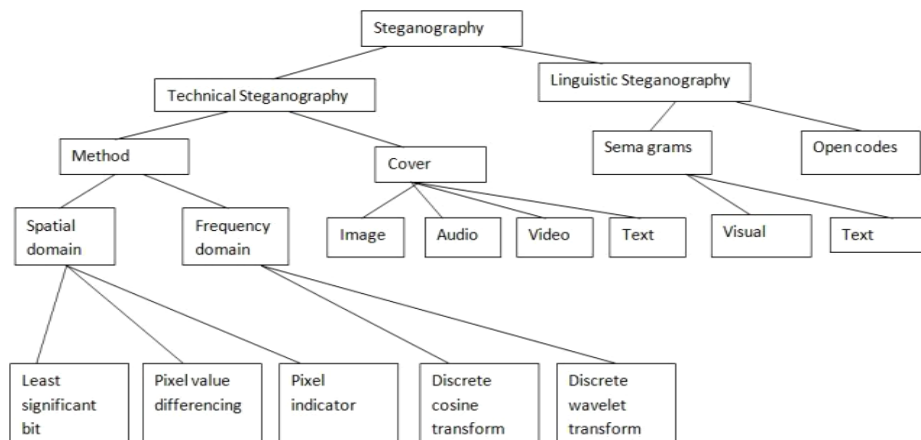 Steganography
Technical Steganography
Linguistic Steganography
Method
Cover
Sema grams
Open codes
Spatial
domain
Frequency
domain
Image
Audio
Video
Text
Visual
Text
Least
significant
bit
Pixel value
differencing
Pixel
indicator
Discrete
cosine
transform
Discrete
wavelet
transform